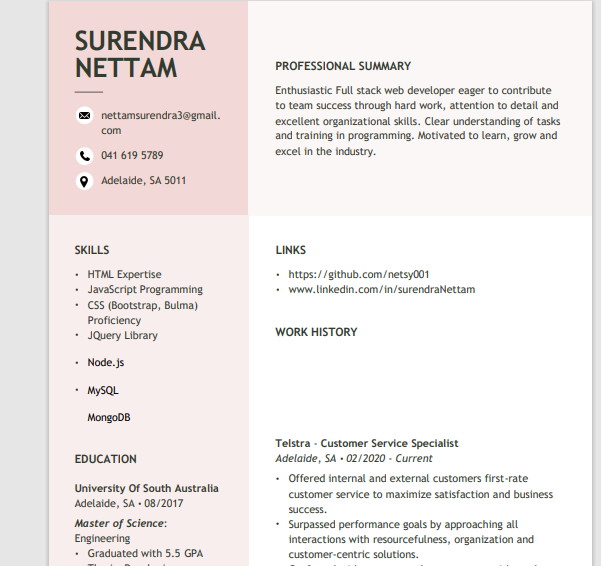 SURENDRA
NETTAM
nettamsurendra3@gmail.
com
041 619 5789
Adelaide, SA 5011
PROFESSIONAL SUMMARY
Enthusiastic Full stack web developer eager to contribute
to team success through hard work, attention to detail and
excellent organizational skills. Clear understanding of tasks
and training in programming. Motivated to learn, grow and
excel in the industry.
SKILLS
• HTML Expertise
• JavaScript Programming
• CSS (Bootstrap, Bulma)
Proficiency
• JQuery Library
• Node.js
• MySQL
MongoDB
EDUCATION
University Of South Australia
Adelaide, SA • 08/2017
Master of Science:
Engineering
• Graduated with 5.5 GPA
LINKS
• https://github.com/netsy001
• www.linkedin.com/in/surendraNettam
WORK HISTORY
Telstra - Customer Service Specialist
Adelaide, SA • 02/2020 - Current
• Offered internal and external customers first-rate
customer service to maximize satisfaction and business
success.
• Surpassed performance goals by approaching all
interactions with resourcefulness, organization and
customer-centric solutions.